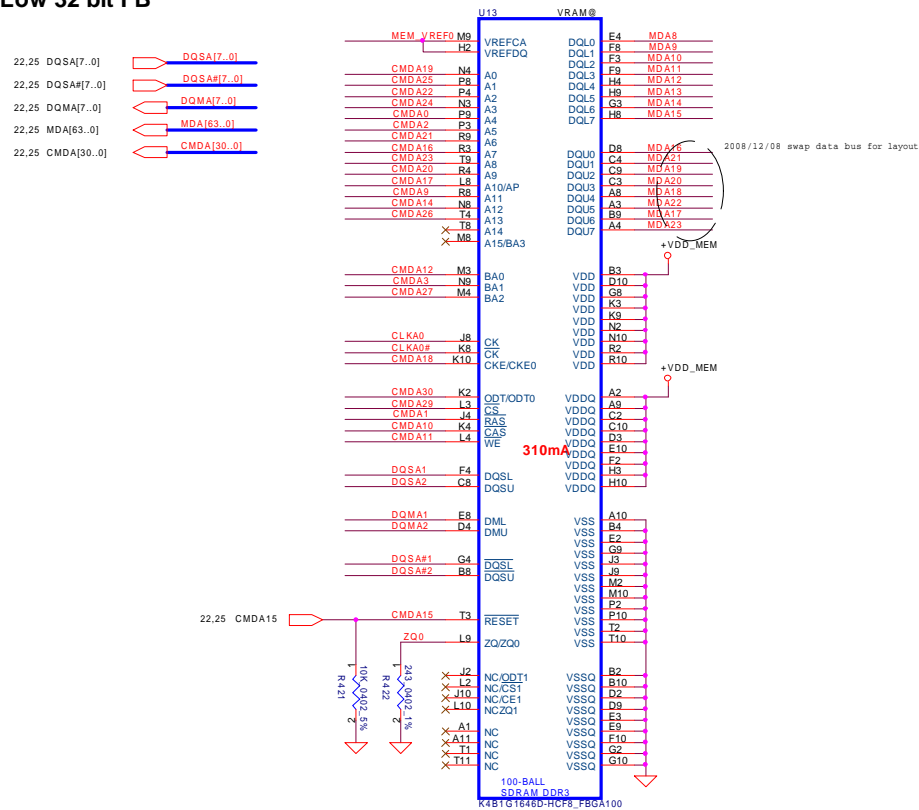 Low 32 bit FB
U13 VRAM@
22,25 DQSA[7..0] DQSA[7..0]
22,25 DQSA#[7..0] DQSA#[7..0]
22,25 DQMA[7..0] DQMA[7..0]
22,25 MDA[63..0] MDA[63..0]
22,25 CMDA[30..0] CMDA[30..0]
MEM_VREF0 M9 VREFCA
H2 VREFDQ
CMDA19 N4 A0
CMDA25 P8 A1
CMDA22 P4 A2
CMDA24 N3 A3
CMDA0 P9 A4
CMDA2 P3 A5
CMDA21 R9 A6
CMDA16 R3 A7
CMDA23 T9 A8
CMDA20 R4 A9
CMDA17 L8 A10/AP
CMDA9 R8 A11
CMDA14 N8 A12
CMDA26 T4 A13
T8 A14
M8 A15/BA3
CMDA12 M3 BA0
CMDA3 N9 BA1
CMDA27 M4 BA2
CLKA0 J8 CK
CLKA0# K8 CK
CMDA18 K10 CKE/CKE0
CMDA30 K2 ODT/ODT0
CMDA29 L3 CS
CMDA1 J4 RAS
CMDA10 K4 CAS
CMDA11 L4 WE
310mA
DQSA1 F4 DQSL
DQSA2 C8 DQSU
DQMA1 E8 DML
DQMA2 D4 DMU
DQSA#1 G4 DQSL
DQSA#2 B8 DQSU
22,25 CMDA15 CMDA15 T3 RESET
ZQ0 L9 ZQ/ZQ0
1 10K_0402_5% R421 2
1 243_0402_1% R422 2
J2 NC/ODT1
L2 NC/CS1
J10 NC/CE1
L10 NCZQ1
A1 NC
A11 NC
T1 NC
T11 NC
DQL0 E4 MDA8
DQL1 F8 MDA9
DQL2 F3 MDA10
DQL3 F9 MDA11
DQL4 H4 MDA12
DQL5 H9 MDA13
DQL6 G3 MDA14
DQL7 H8 MDA15
2008/12/08 swap data bus for layout
DQU0 D8 MDA16
DQU1 C4 MDA21
DQU2 C9 MDA19
DQU3 C3 MDA20
DQU4 A8 MDA18
DQU5 A3 MDA22
DQU6 B9 MDA17
DQU7 A4 MDA23
+VDD_MEM
VDD B3
VDD D10
VDD G8
VDD K3
VDD K9
VDD N2
VDD N10
VDD R2
VDD R10
+VDD_MEM
VDDQ A2
VDDQ A9
VDDQ C2
VDDQ C10
VDDQ D3
VDDQ E10
VDDQ F2
VDDQ H3
VDDQ H10
VSS A10
VSS B4
VSS E2
VSS G9
VSS J3
VSS J9
VSS M2
VSS M10
VSS P2
VSS P10
VSS T2
VSS T10
VSSQ B2
VSSQ B10
VSSQ D2
VSSQ D9
VSSQ E3
VSSQ E9
VSSQ F10
VSSQ G2
VSSQ G10
100-BALL
SDRAM DDR3
K4B1G1646D-HCF8_FBGA100